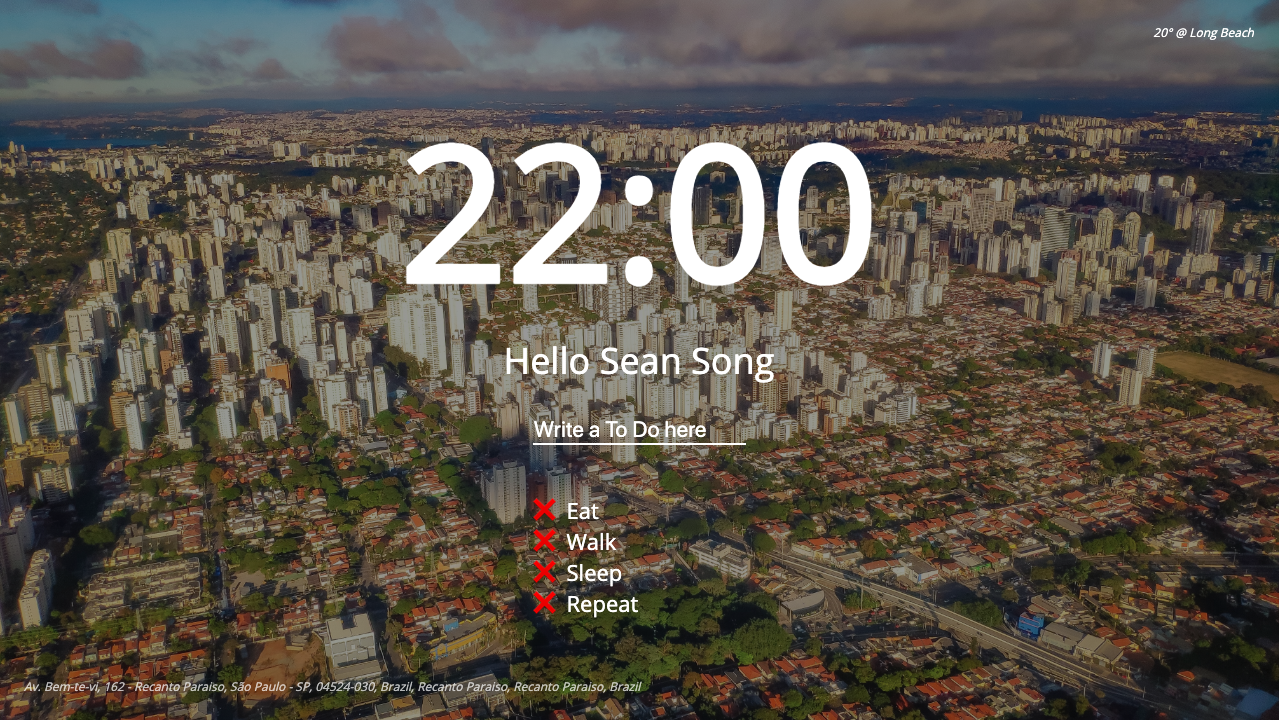 20° @ Long Beach
22:00
Hello Sean Song
Write a To Do here
❌ Eat
❌ Walk
❌ Sleep
❌ Repeat
Av. Bem-te-vi, 162 - Recanto Paraiso, São Paulo - SP, 04524-030, Brazil, Recanto Paraiso, Recanto Paraiso, Brazil